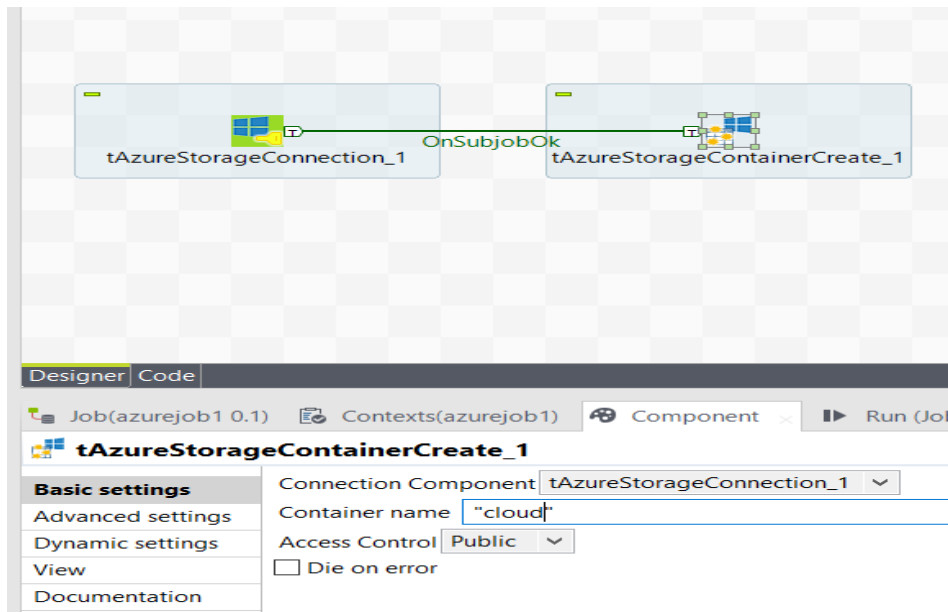 T
T
OnSubjobOk
tAzureStorageConnection_1
tAzureStorageContainerCreate_1
Designer Code
Job(azurejob1 0.1) Contexts(azurejob1) Component Run (Jo
tAzureStorageContainerCreate_1
Basic settings
Connection Component tAzureStorageConnection_1
Advanced settings
Container name "cloud"
Dynamic settings
Access Control Public
View
Die on error
Documentation